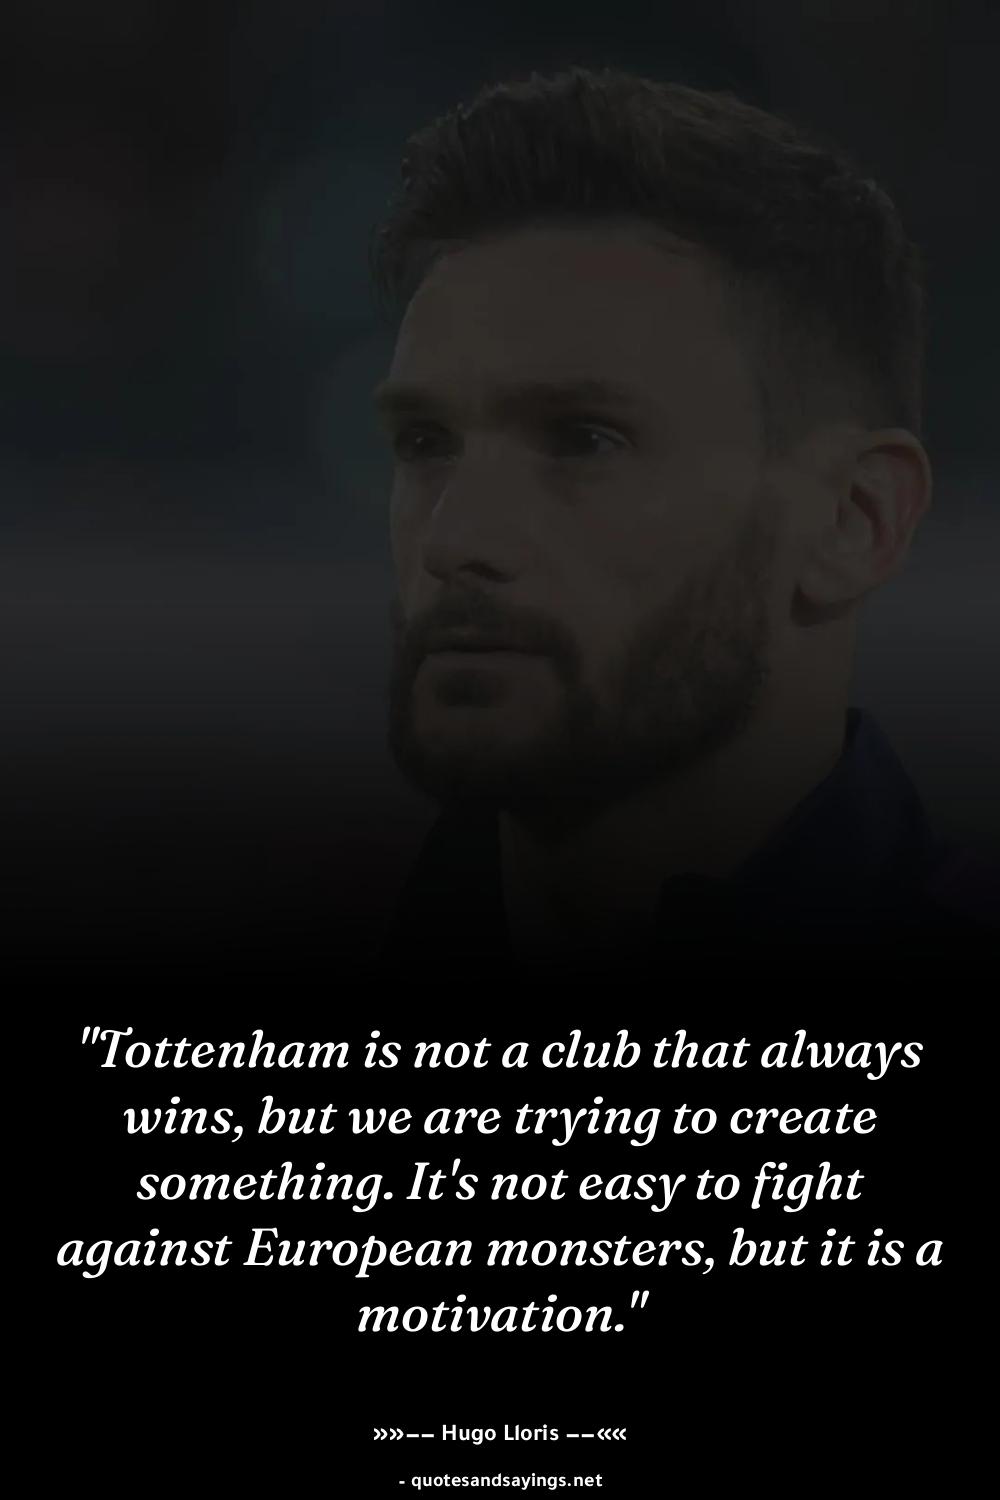 "Tottenham is not a club that always
wins, but we are trying to create
something. It's not easy to fight
against European monsters, but it is a
motivation."
»»—— Hugo Lloris ——««
- quotesandsayings.net